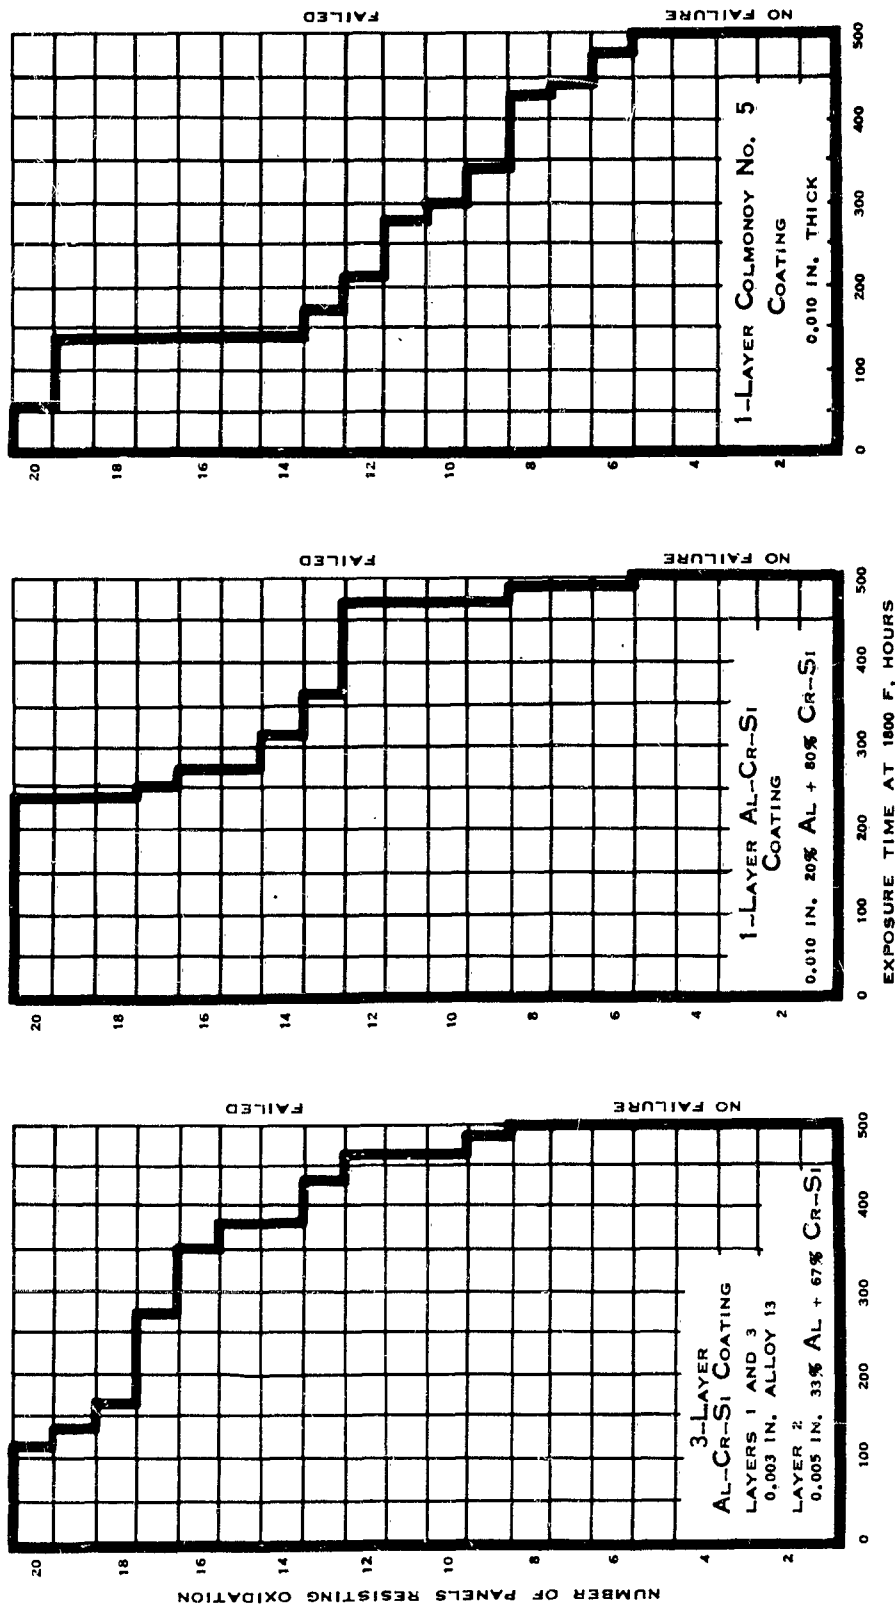 NUMBER OF PANELS RESISTING OXIDATION
20
18
16
14
12
10
8
6
4
2
0
100
200
300
400
500
FAILED
NO FAILURE
3-LAYER
AL-CR-SI COATING
LAYERS 1 AND 3
0.003 IN. ALLOY 13
LAYER 2
0.005 IN. 33% AL + 67% CR-SI
20
18
16
14
12
10
8
6
4
2
0
100
200
300
400
500
FAILED
NO FAILURE
1-LAYER AL-CR-SI
COATING
0.010 IN. 20% AL + 80% CR-SI
EXPOSURE TIME AT 1800 F, HOURS
20
18
16
14
12
10
8
6
4
2
0
100
200
300
400
500
FAILED
NO FAILURE
1-LAYER COLMONOY NO. 5
COATING
0.010 IN. THICK